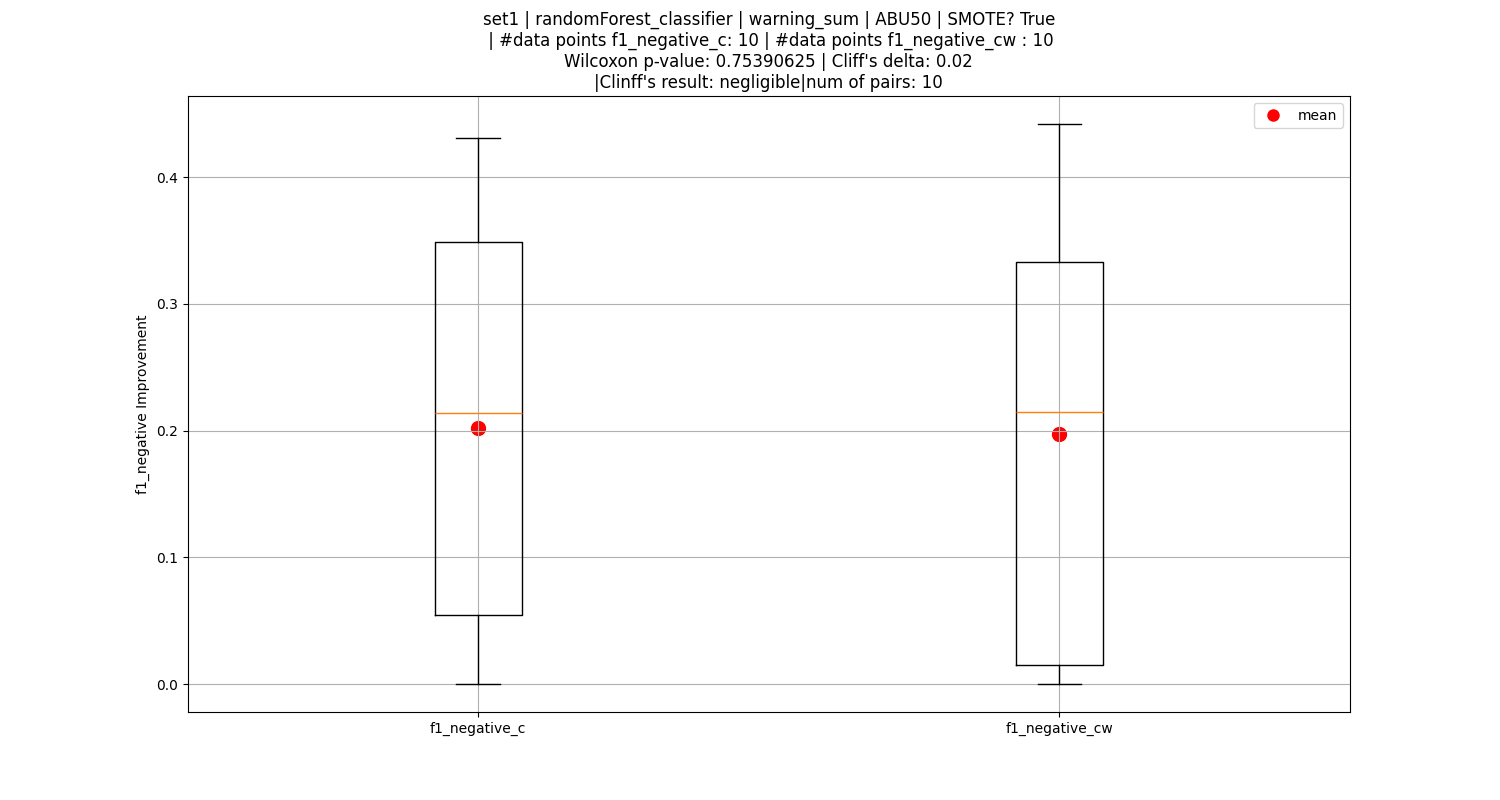 set1 | randomForest_classifier | warning_sum | ABU50 | SMOTE? True
| #data points f1_negative_c: 10 | #data points f1_negative_cw : 10
Wilcoxon p-value: 0.75390625 | Cliff's delta: 0.02
|Clinff's result: negligible|num of pairs: 10
mean
f1_negative Improvement
0.4
0.3
0.2
0.1
0.0
f1_negative_c
f1_negative_cw